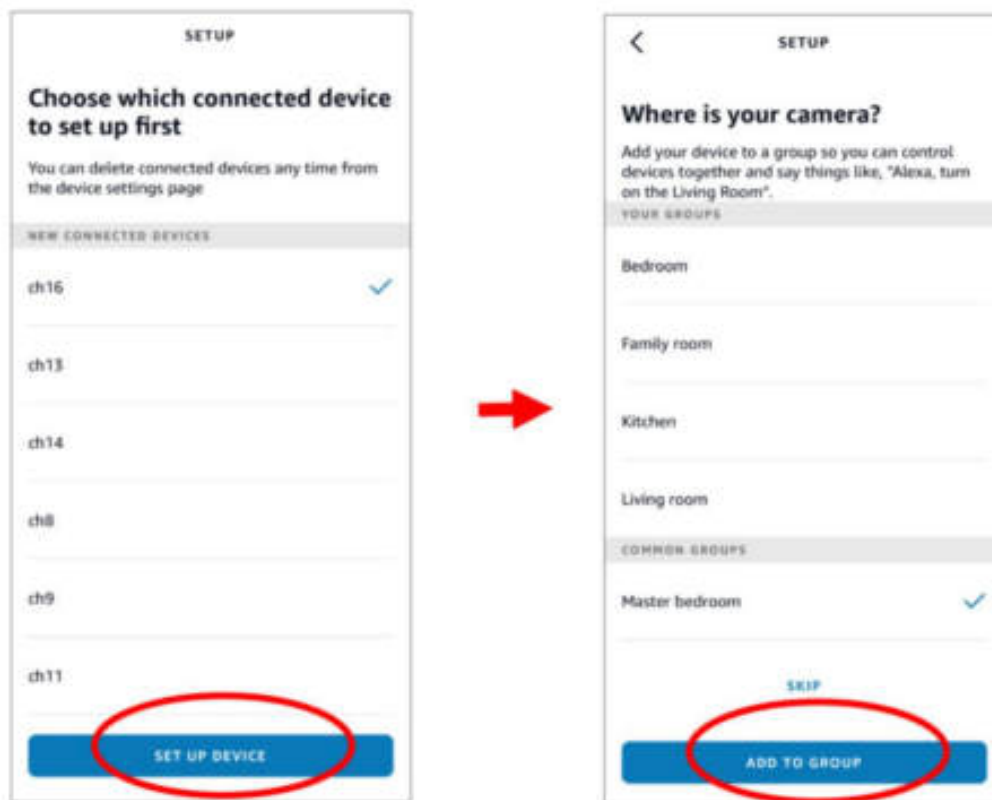 SETUP
Choose which connected device
to set up first
You can delete connected devices any time from
the device settings page
NEW CONNECTED DEVICES
ch16
ch13
ch14
ch8
ch9
ch11
SET UP DEVICE
SETUP
Where is your camera?
Add your device to a group so you can control
devices together and say things like, "Alexa, turn
on the Living Room".
YOUR GROUPS
Bedroom
Family room
Kitchen
Living room
COMMON GROUPS
Master bedroom
SKIP
ADD TO GROUP